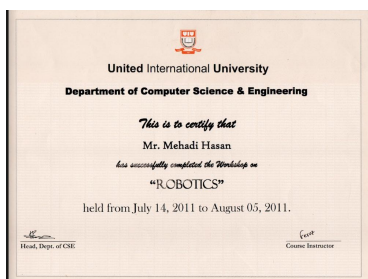 United International University
Department of Computer Science & Engineering
This is to certify that
Mr. Mehadi Hasan
has successfully completed the Workshop on
“ROBOTICS”
held from July 14, 2011 to August 05, 2011.
Head, Dept. of CSE
Course Instructor